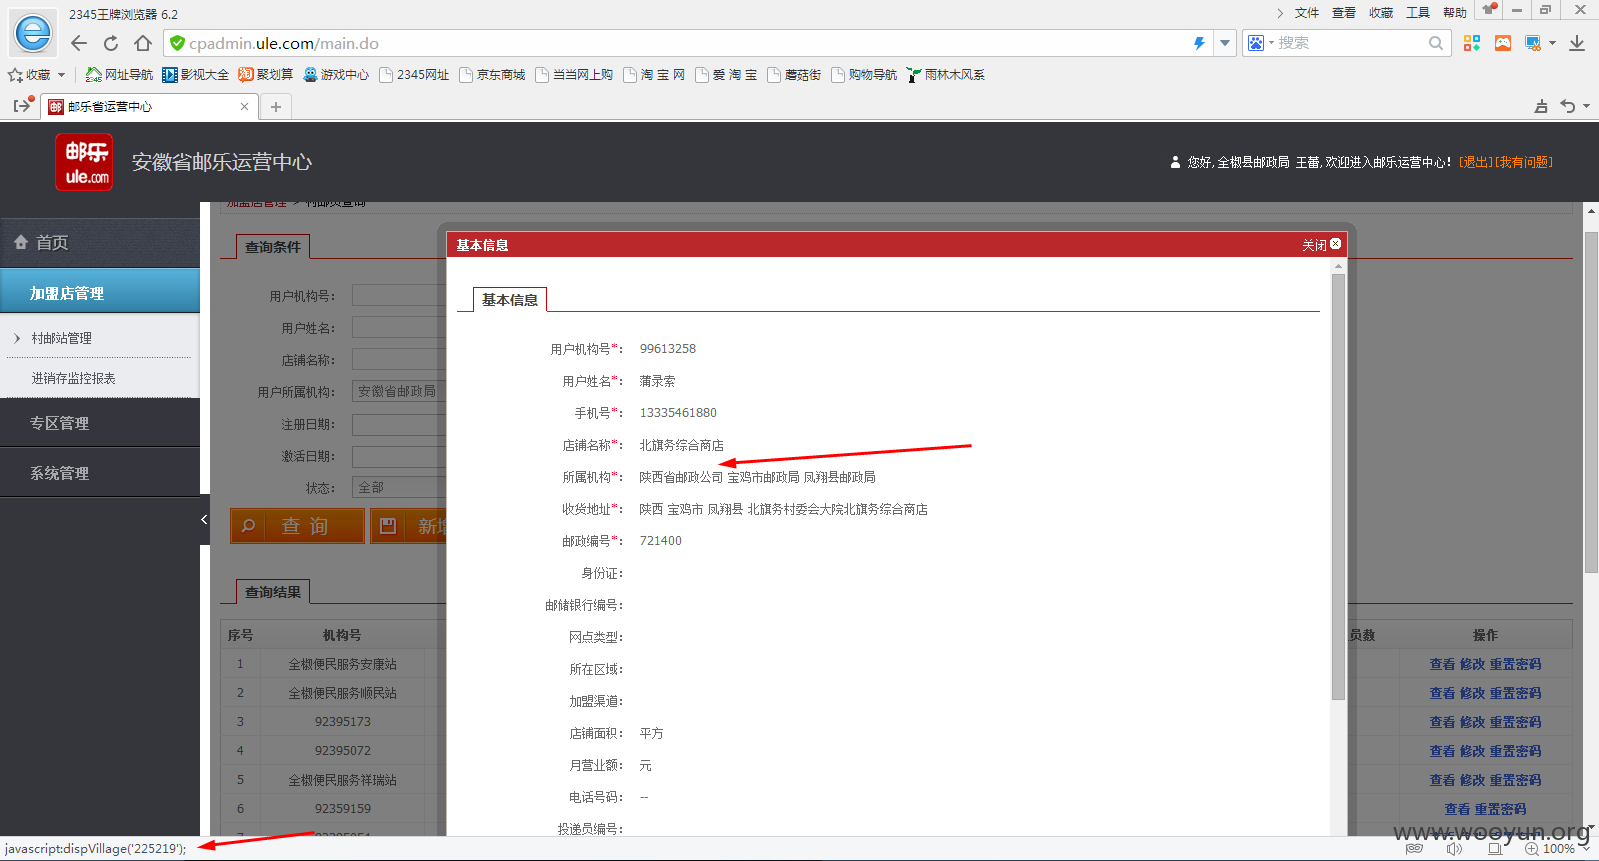 2345王牌浏览器 6.2
文件 查看 收藏 工具 帮助
cpadmin.ule.com/main.do
搜索
收藏 网址导航 影视大全 聚划算 游戏中心 2345网址 京东商城 当当网上购 淘 宝 网 爱 淘 宝 蘑菇街 购物导航 雨林木风系
邮乐省运营中心
邮乐
ule.com
安徽省邮乐运营中心
您好, 全椒县邮政局 王蕾, 欢迎进入邮乐运营中心! [退出][我有问题]
加盟店管理 > 村邮员查询
首页
加盟店管理
村邮站管理
进销存监控报表
专区管理
系统管理
查询条件
用户机构号:
用户姓名:
店铺名称:
用户所属机构: 安徽省邮政局
注册日期:
激活日期:
状态: 全部
查 询
新增
基本信息
关闭
基本信息
用户机构号*: 99613258
用户姓名*: 蒲录索
手机号*: 13335461880
店铺名称*: 北旗务综合商店
所属机构*: 陕西省邮政公司 宝鸡市邮政局 凤翔县邮政局
收货地址*: 陕西 宝鸡市 凤翔县 北旗务村委会大院北旗务综合商店
邮政编号*: 721400
身份证:
邮储银行编号:
网点类型:
所在区域:
加盟渠道:
店铺面积: 平方
月营业额: 元
电话号码: --
投递员编号:
查询结果
序号 机构号 员数 操作
1 全椒便民服务安康站 查看 修改 重置密码
2 全椒便民服务顺民站 查看 修改 重置密码
3 92395173 查看 修改 重置密码
4 92395072 查看 修改 重置密码
5 全椒便民服务祥瑞站 查看 修改 重置密码
6 92359159 查看 重置密码
www.wooyun.org
javascript:dispVillage('225219');
100%